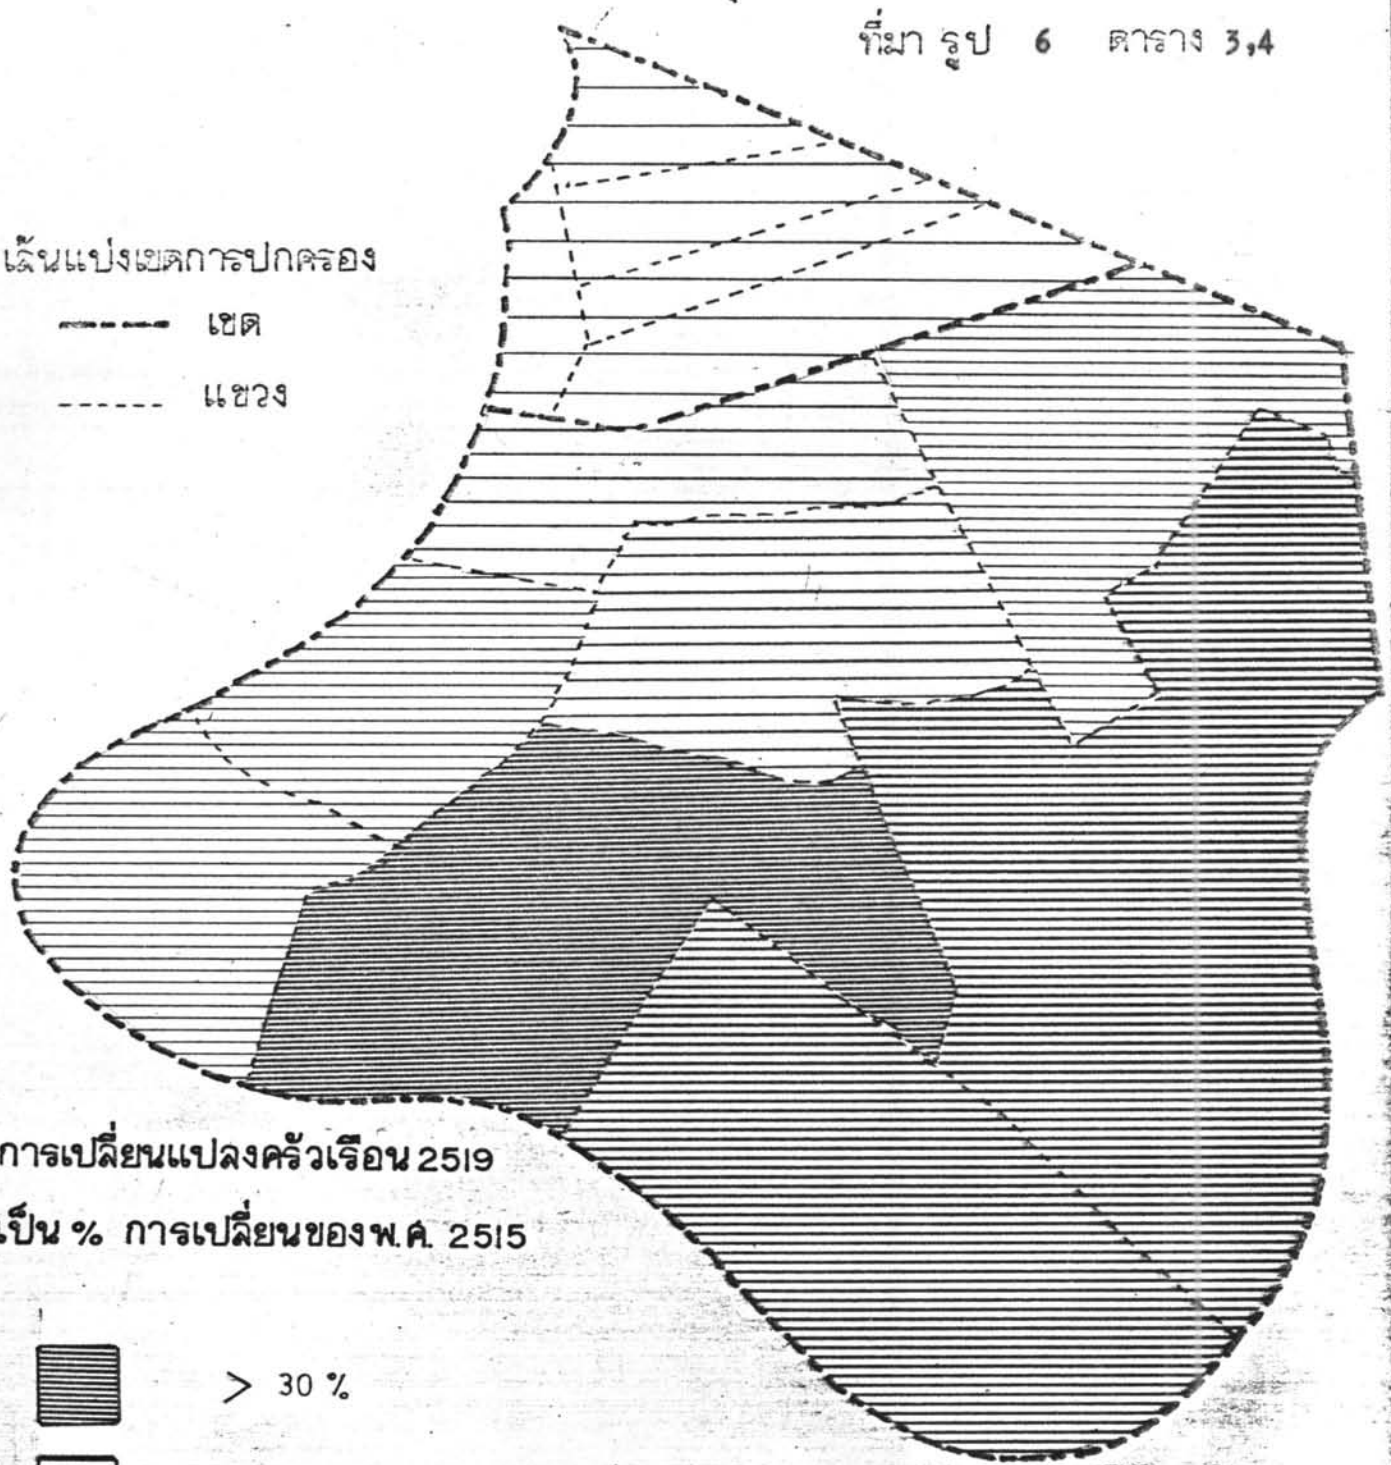 ที่มา รูป 6 ตาราง 3,4
เส้นแบ่งเขตการปกครอง
เขต
แขวง
การเปลี่ยนแปลงครัวเรือน 2519
เป็น % การเปลี่ยนของพ.ศ. 2515
> 30 %